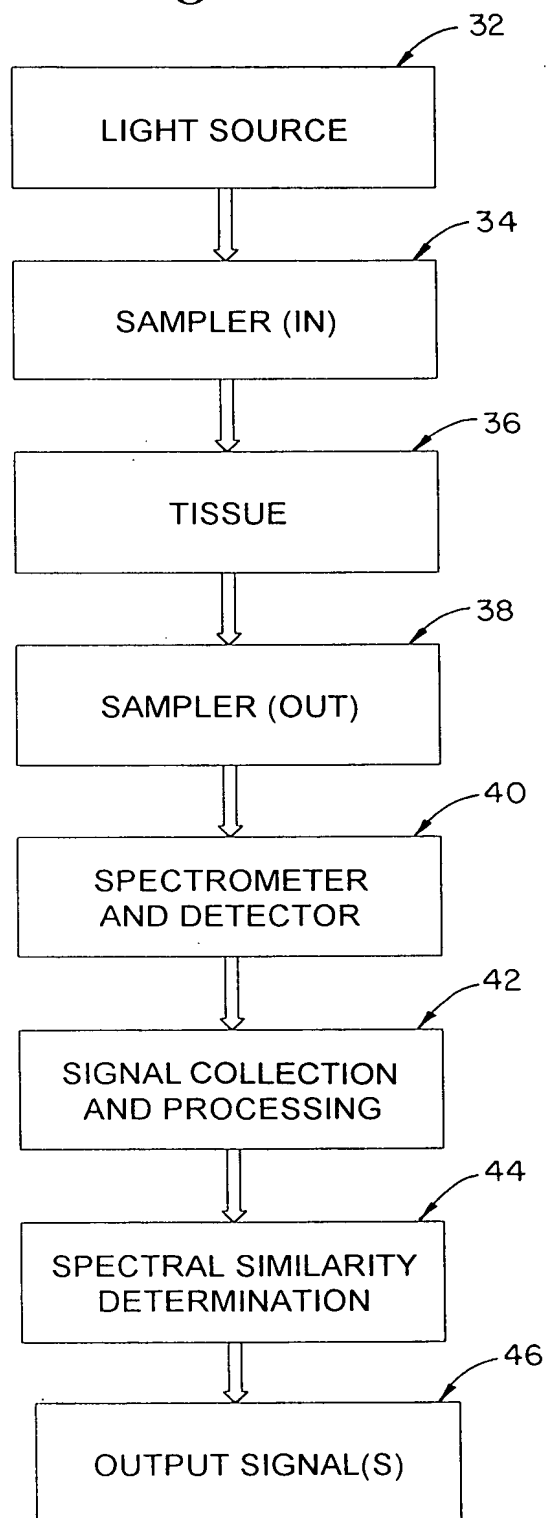 32
LIGHT SOURCE
34
SAMPLER (IN)
36
TISSUE
38
SAMPLER (OUT)
40
SPECTROMETER
AND DETECTOR
42
SIGNAL COLLECTION
AND PROCESSING
44
SPECTRAL SIMILARITY
DETERMINATION
46
OUTPUT SIGNAL(S)